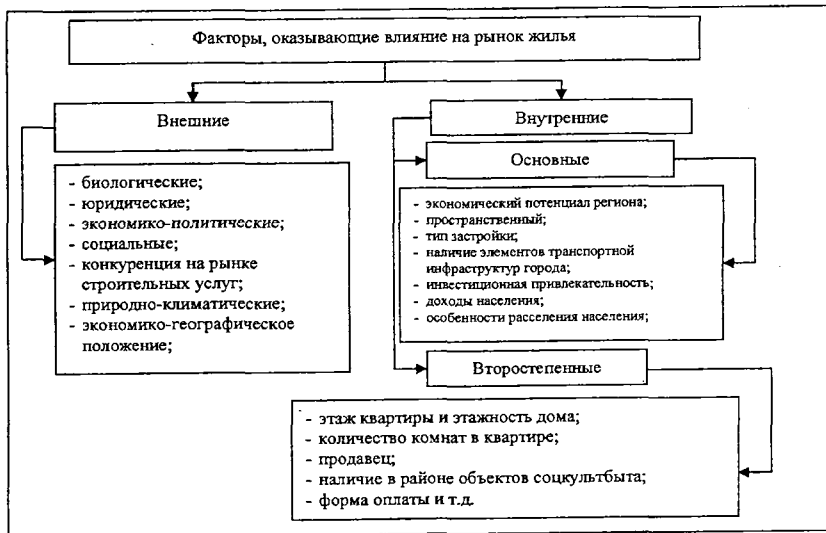 Факторы, оказывающие влияние на рынок жилья
Внешние
- биологические;
- юридические;
- экономико-политические;
- социальные;
- конкуренция на рынке
строительных услуг;
- природно-климатические;
- экономико-географическое
положение;
Внутренние
Основные
- экономический потенциал региона;
- пространственный;
- тип застройки;
- наличие элементов транспортной
инфраструктур города;
- инвестиционная привлекательность;
- доходы населения;
- особенности расселения населения;
Второстепенные
- этаж квартиры и этажность дома;
- количество комнат в квартире;
- продавец;
- наличие в районе объектов соцкультбыта;
- форма оплаты и т.д.